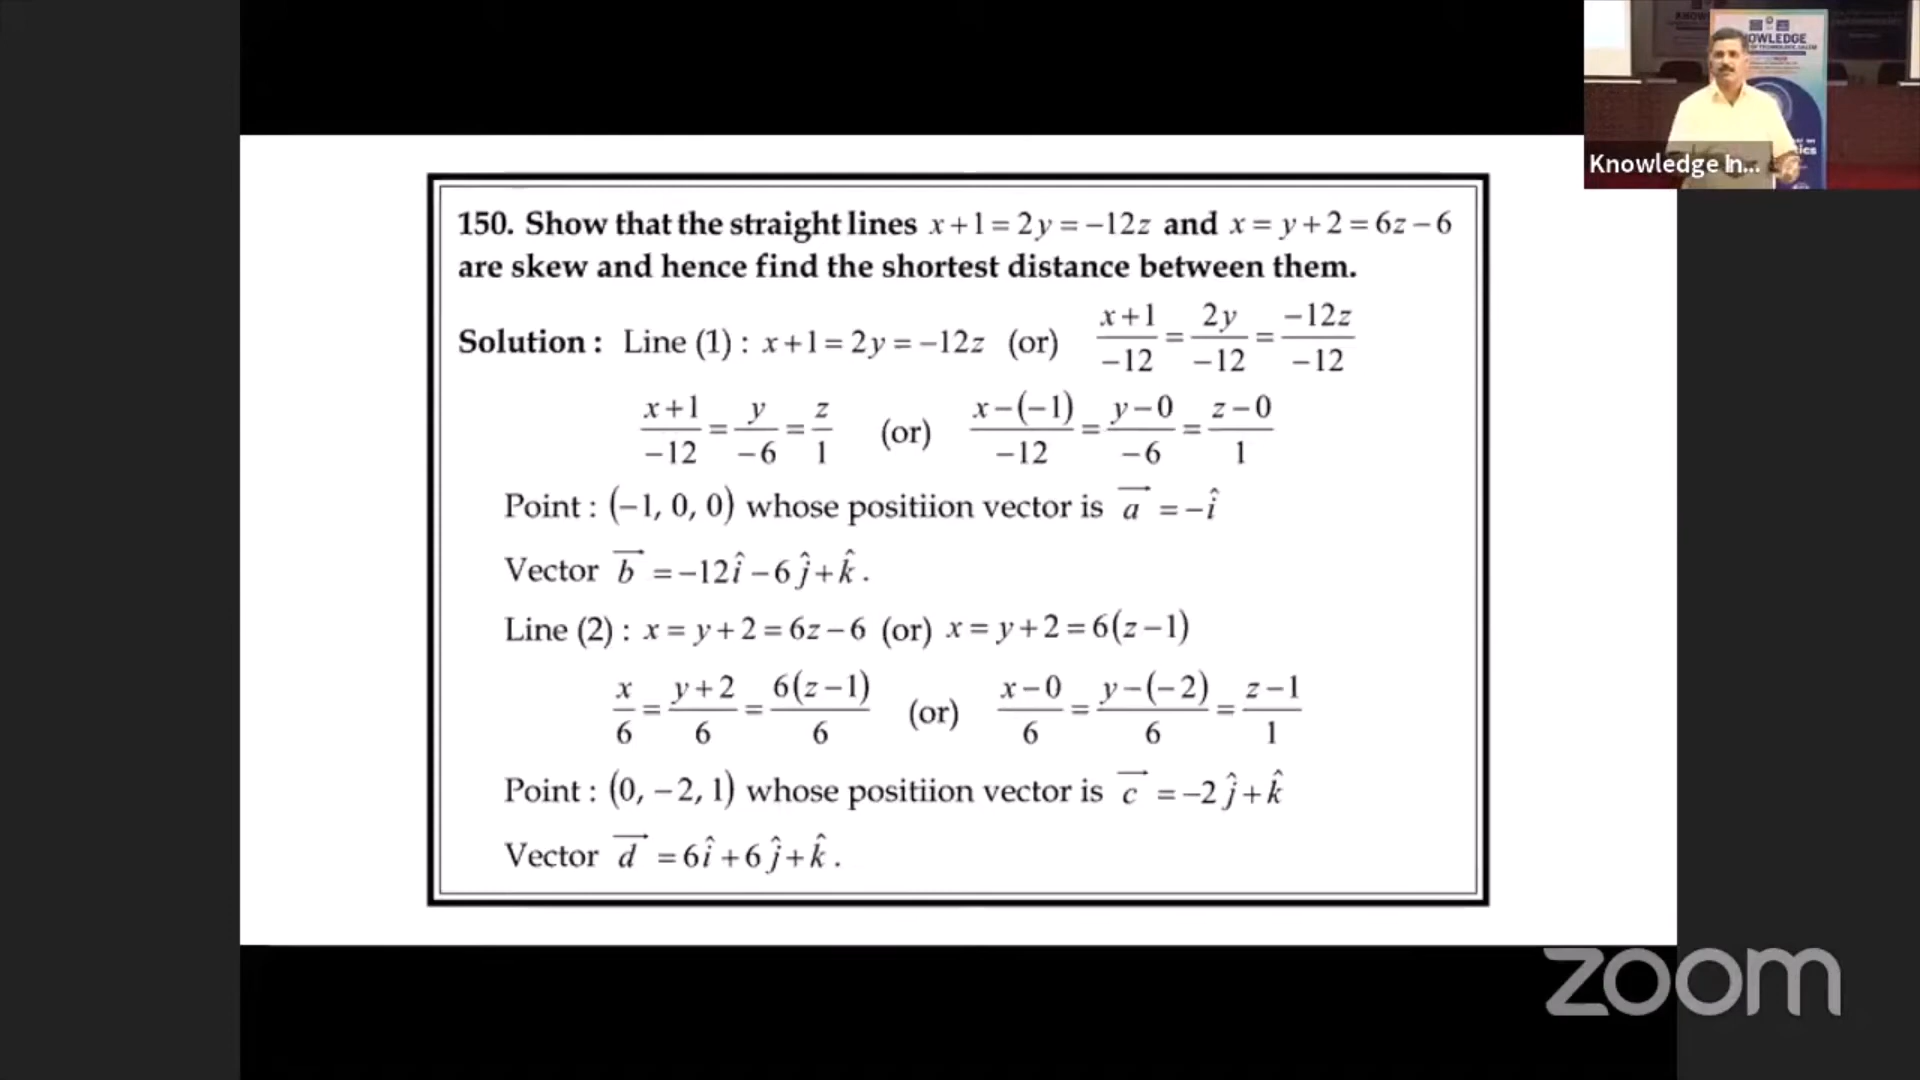 KNOWLEDGE
Knowledge In...
150. Show that the straight lines x+1=2y=−12z and x=y+2=6z−6
are skew and hence find the shortest distance between them.
Solution : Line (1) : x+1=2y=−12z (or) (x+1)/(−12) = 2y/(−12) = (−12z)/(−12)
(x+1)/(−12) = y/(−6) = z/1 (or) (x−(−1))/(−12) = (y−0)/(−6) = (z−0)/1
Point : (−1, 0, 0) whose positiion vector is a⃗ = −î
Vector b⃗ = −12î−6ĵ+k̂.
Line (2) : x=y+2=6z−6 (or) x=y+2=6(z−1)
x/6 = (y+2)/6 = 6(z−1)/6 (or) (x−0)/6 = (y−(−2))/6 = (z−1)/1
Point : (0, −2, 1) whose positiion vector is c⃗ = −2ĵ+k̂
Vector d⃗ = 6î+6ĵ+k̂.
zoom